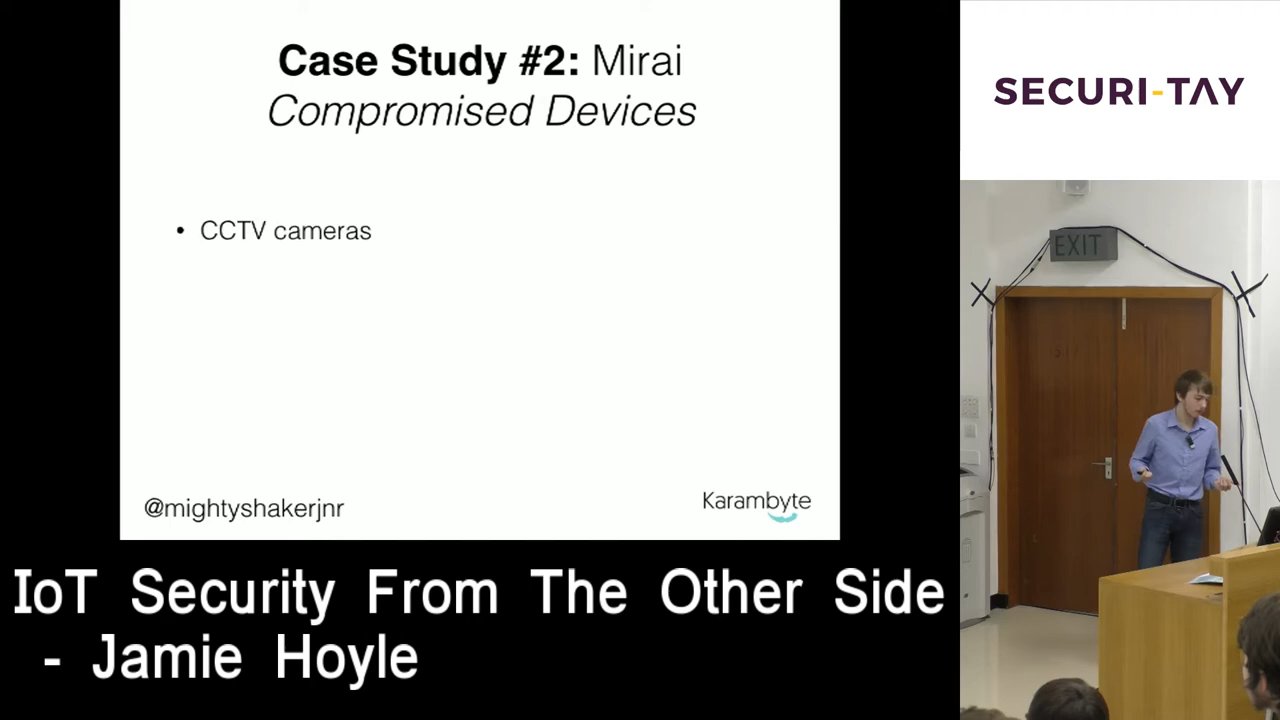 Case Study #2: Mirai
Compromised Devices
• CCTV cameras
@mightyshakerjnr
Karambyte
IoT Security From The Other Side
- Jamie Hoyle
SECURI-TAY
EXIT